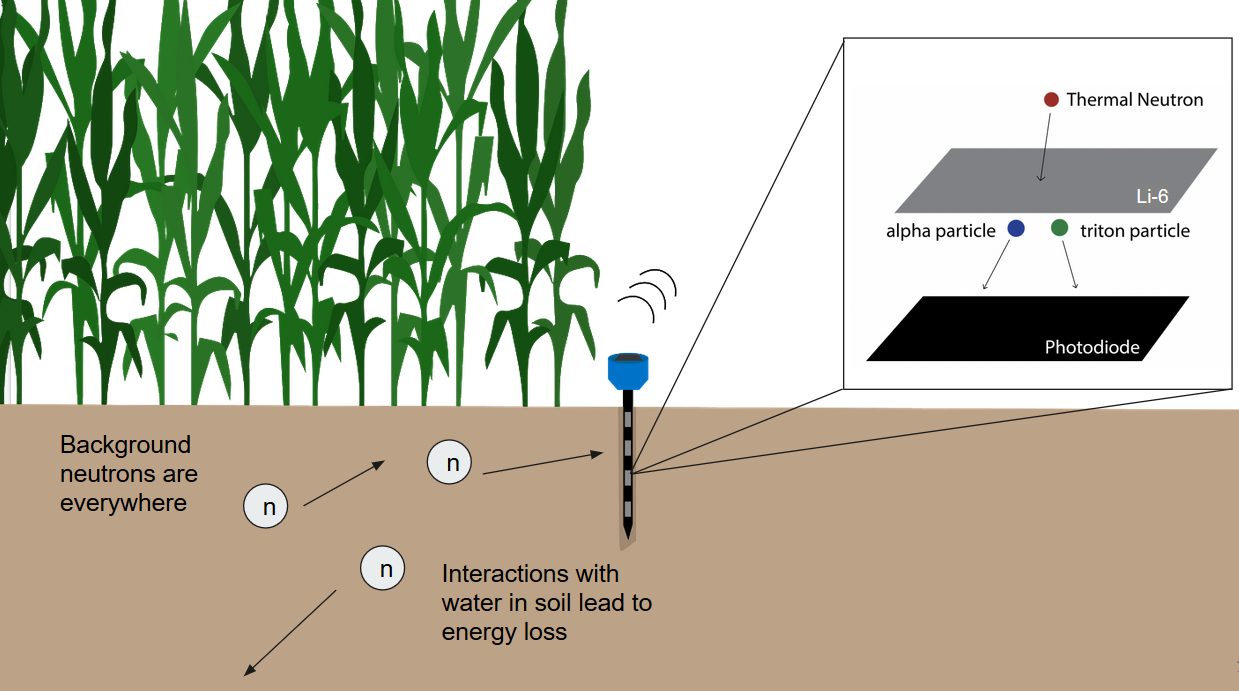 Thermal Neutron
Li-6
alpha particle
triton particle
Photodiode
Background
neutrons are
everywhere
n
n
n
Interactions with
water in soil lead to
energy loss